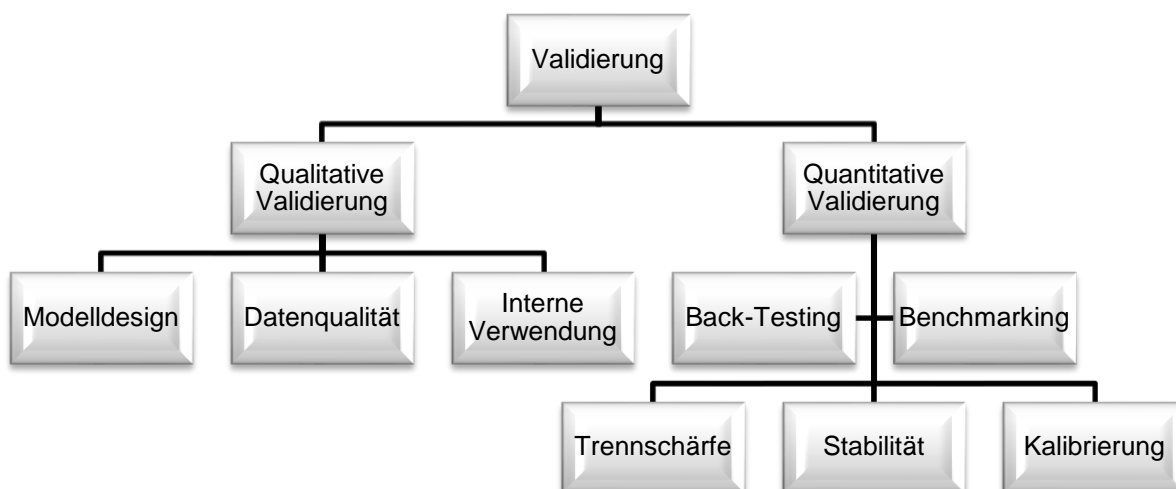 Validierung
Qualitative
Validierung
Quantitative
Validierung
Modelldesign
Datenqualität
Interne
Verwendung
Back-Testing
Benchmarking
Trennschärfe
Stabilität
Kalibrierung